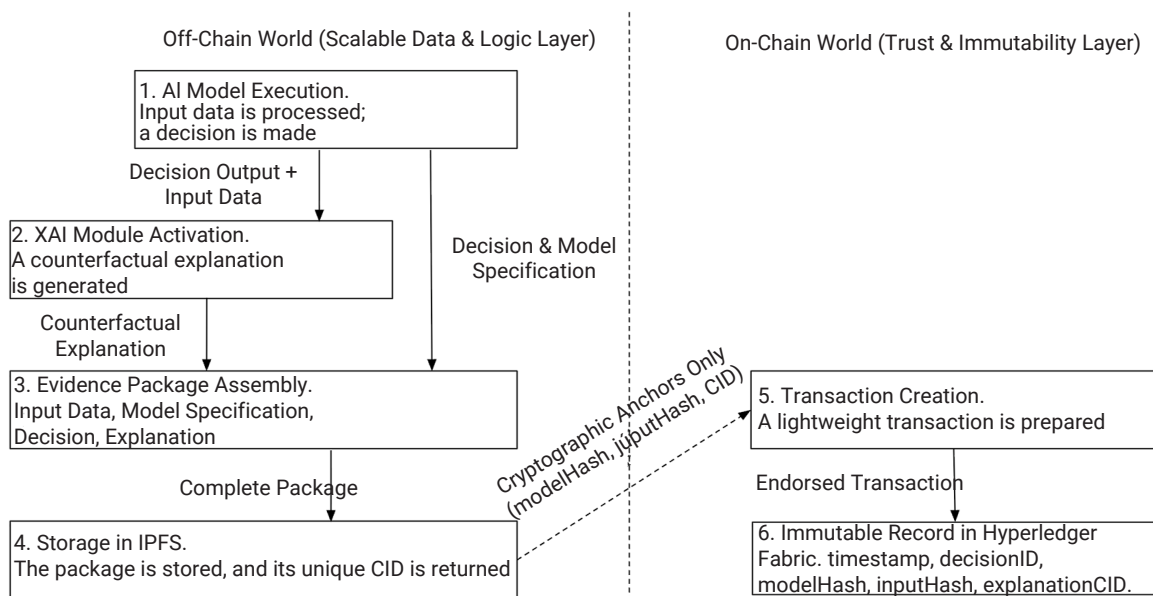 Off-Chain World (Scalable Data & Logic Layer)
On-Chain World (Trust & Immutability Layer)
1. AI Model Execution.
Input data is processed;
a decision is made
Decision Output +
Input Data
2. XAI Module Activation.
A counterfactual explanation
is generated
Decision & Model
Specification
Counterfactual
Explanation
3. Evidence Package Assembly.
Input Data, Model Specification,
Decision, Explanation
Complete Package
4. Storage in IPFS.
The package is stored, and its unique CID is returned
Cryptographic Anchors Only
(modelHash, juputHash, CID)
5. Transaction Creation.
A lightweight transaction is prepared
Endorsed Transaction
6. Immutable Record in Hyperledger
Fabric. timestamp, decisionID,
modelHash, inputHash, explanationCID.